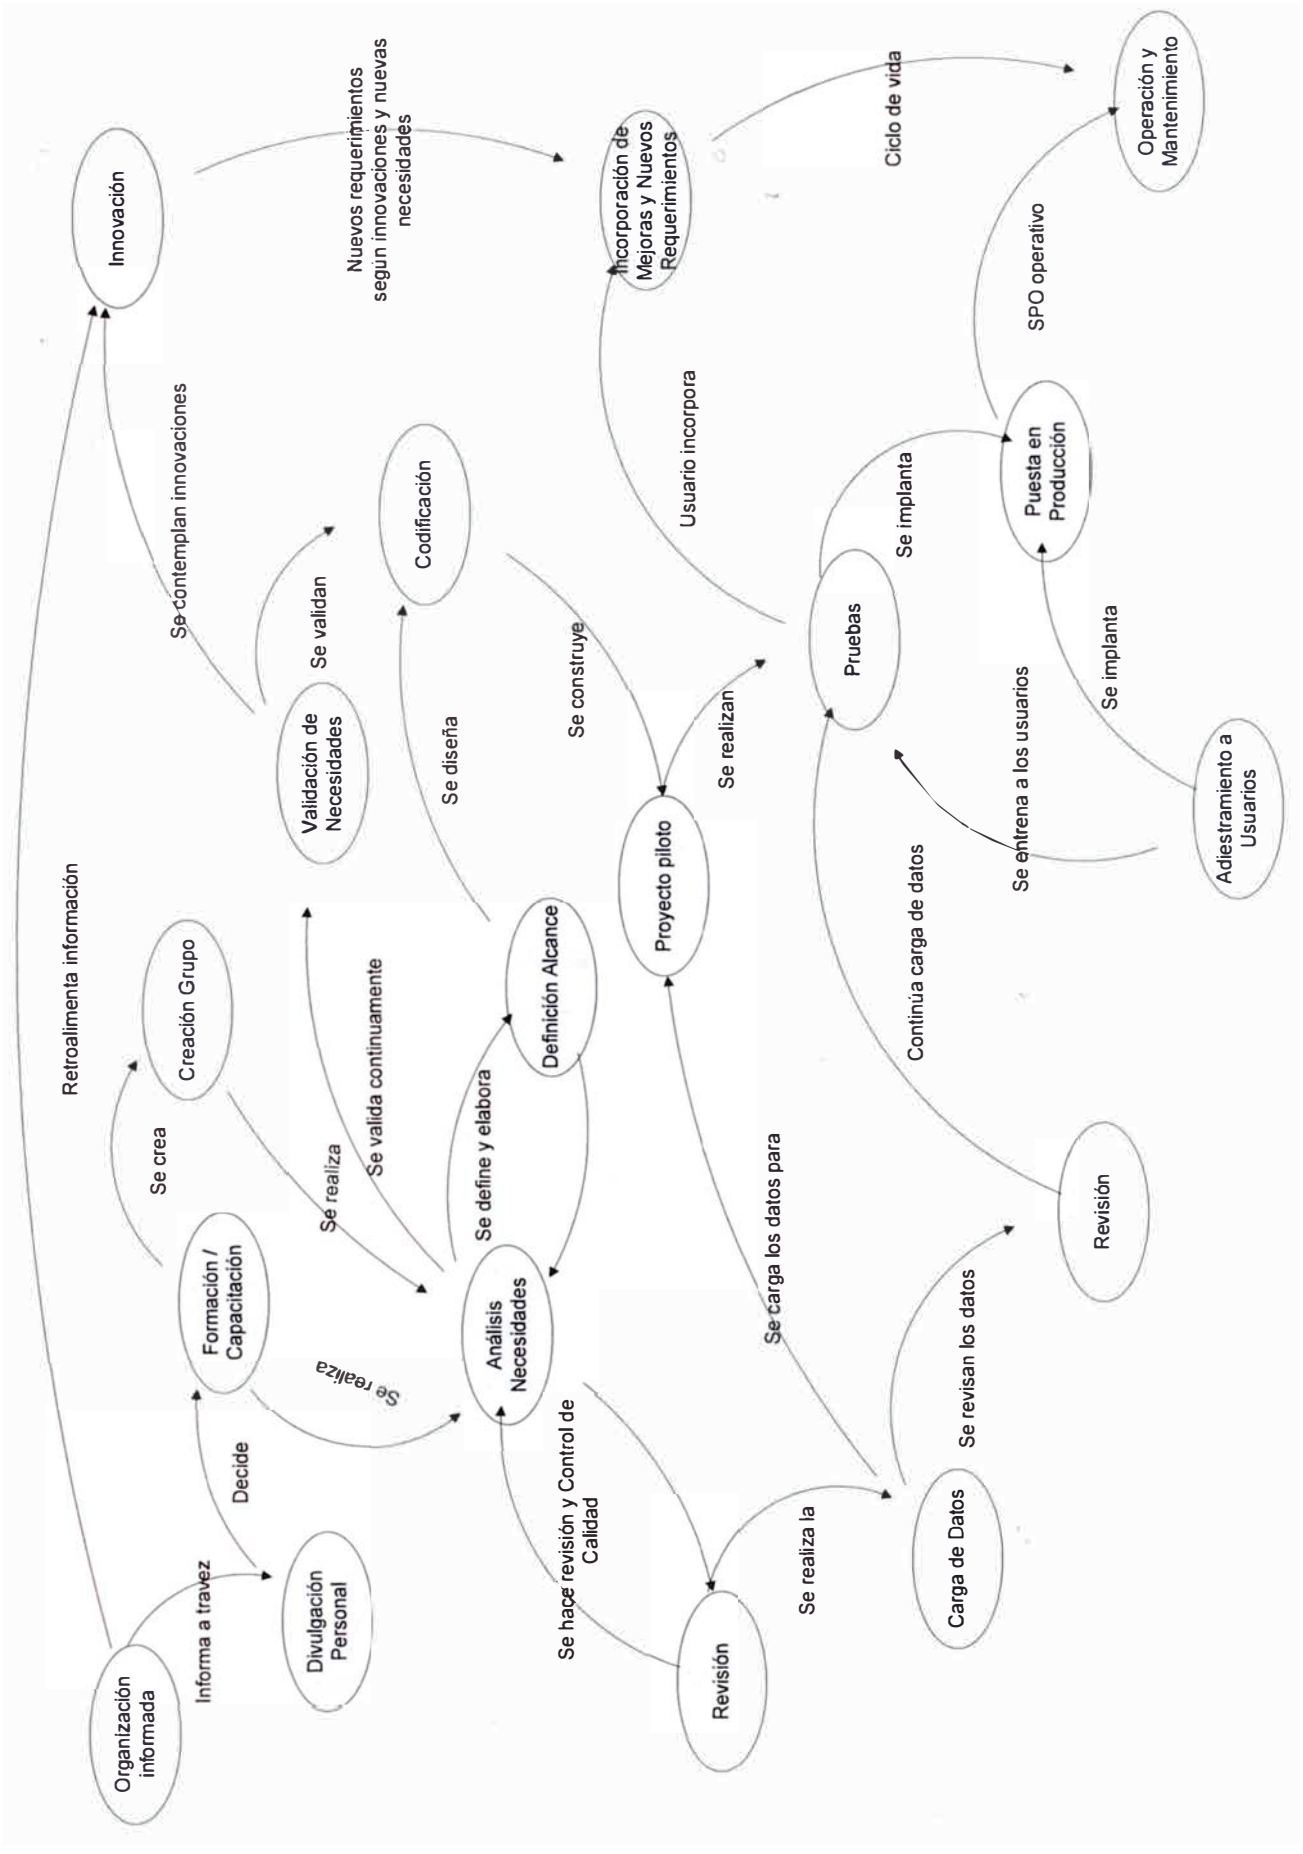 Organización
informada
Retroalimenta información
Innovación
Informa a travez
Se crea
Creación Grupo
Se contemplan innovaciones
Formación /
Capacitación
Decide
Divulgación
Personal
Se realiza
Se realiza
Validación de
Necesidades
Se validan
Nuevos requerimientos
según innovaciones y nuevas
necesidades
Se valida continuamente
Codificación
Se diseña
Se define y elabora
Análisis
Necesidades
Definición Alcance
Se hace revisión y Control de
Calidad
Se construye
Incorporación de
Mejoras y Nuevos
Requerimientos
Usuario incorpora
Proyecto piloto
Revisión
Se realizan
Se carga los datos para
Se realiza la
Pruebas
Ciclo de vida
Se implanta
Continúa carga de datos
Carga de Datos
Se revisan los datos
SPO operativo
Puesta en
Producción
Se entrena a los usuarios
Revisión
Se implanta
Operación y
Mantenimiento
Adiestramiento a
Usuarios